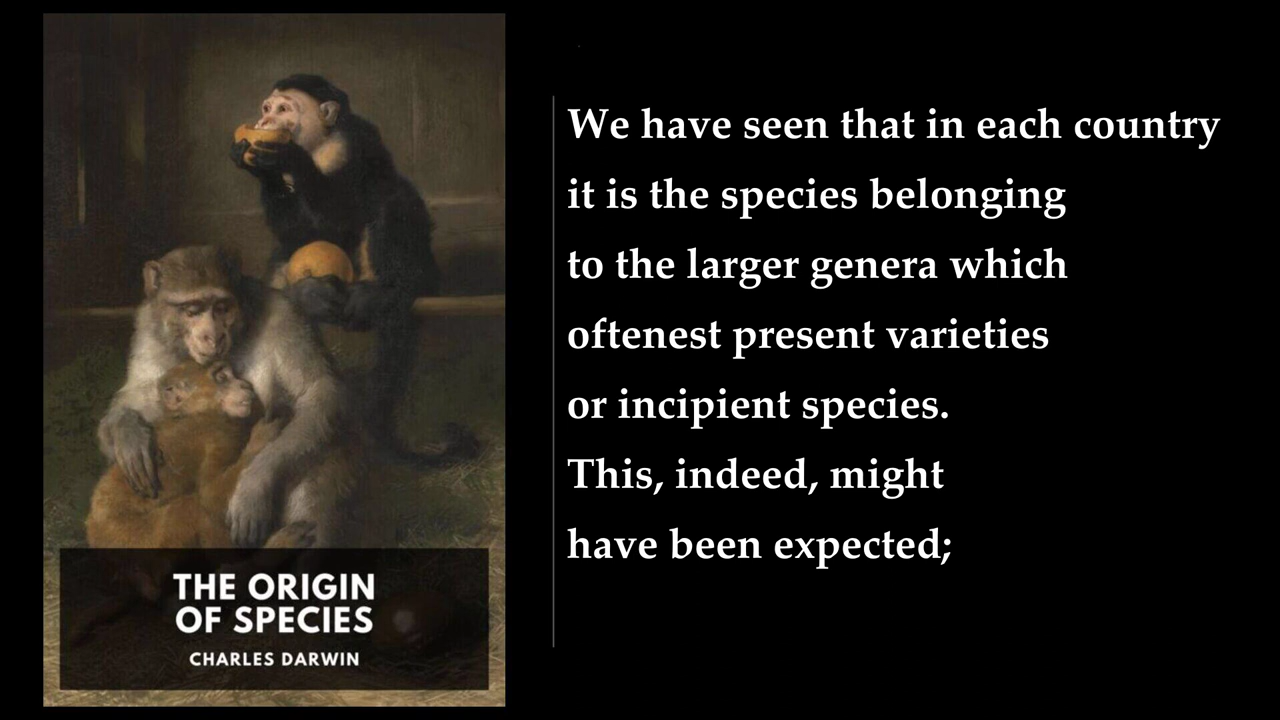 THE ORIGIN
OF SPECIES
CHARLES DARWIN
We have seen that in each country
it is the species belonging
to the larger genera which
oftenest present varieties
or incipient species.
This, indeed, might
have been expected;